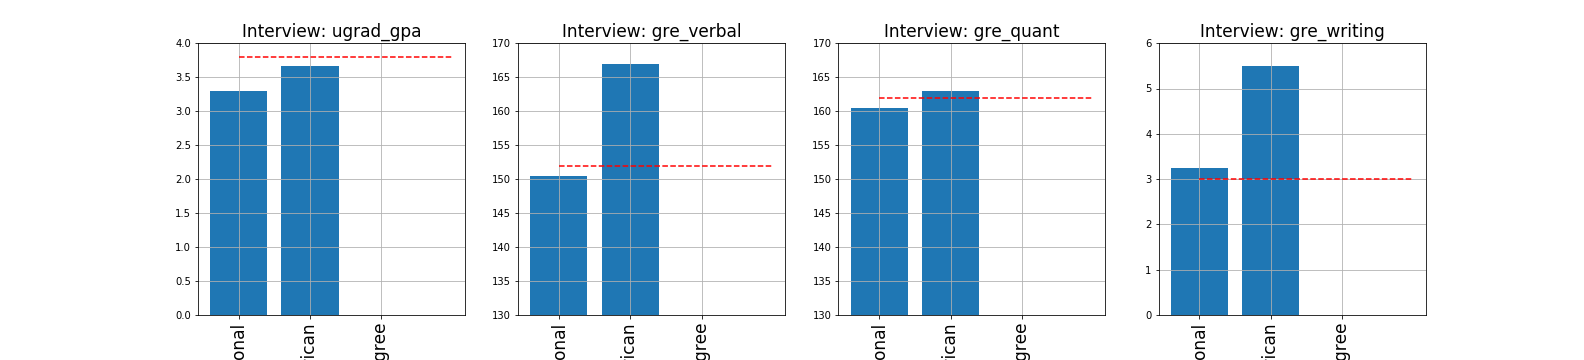 Interview: ugrad_gpa
4.0
3.5
3.0
2.5
2.0
1.5
1.0
0.5
0.0
onal
ican
gree
Interview: gre_verbal
170
165
160
155
150
145
140
135
130
onal
ican
gree
Interview: gre_quant
170
165
160
155
150
145
140
135
130
onal
ican
gree
Interview: gre_writing
6
5
4
3
2
1
0
onal
ican
gree